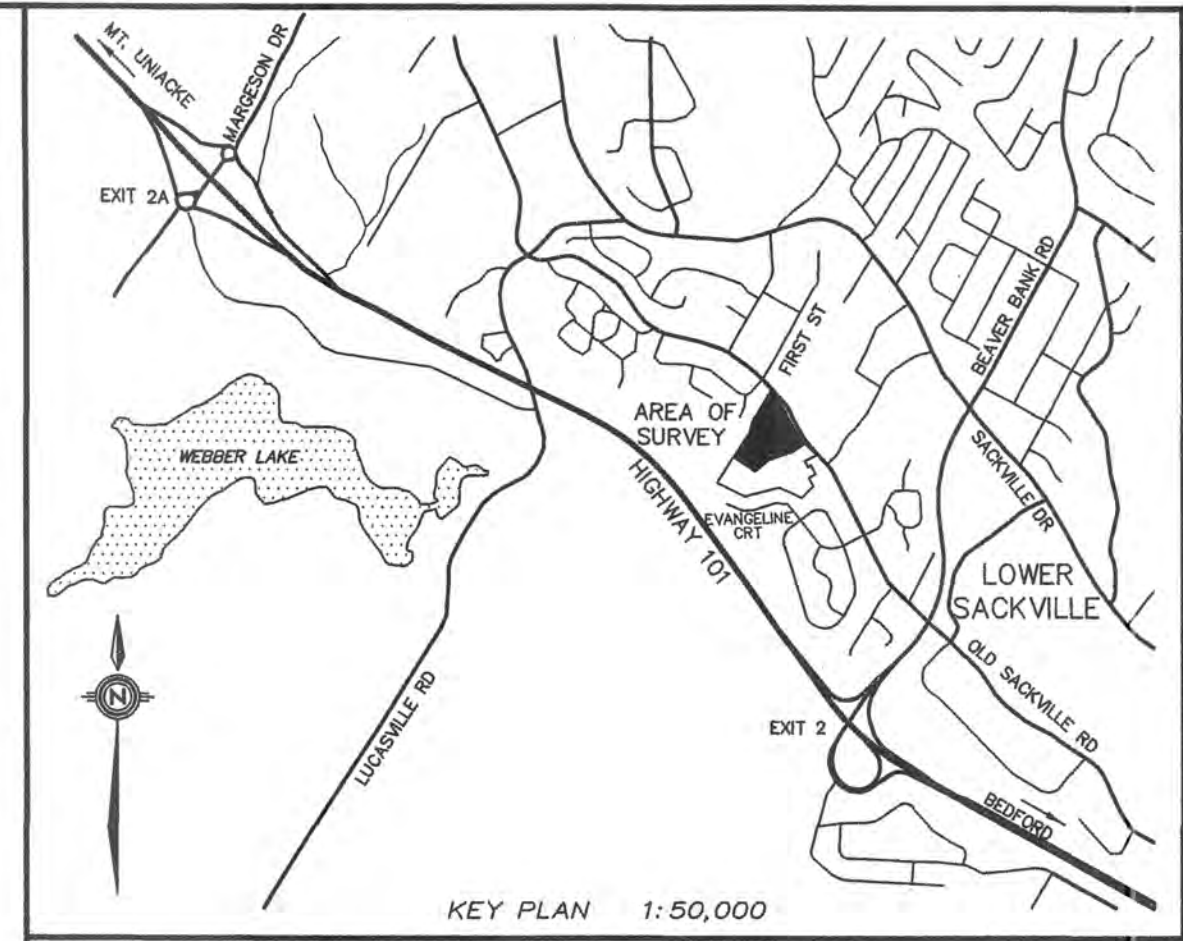 MT. UNIACKE
MARGESON DR
EXIT 2A
WEBBER LAKE
FIRST ST
BEAVER BANK RD
AREA OF
SURVEY
HIGHWAY 101
EVANGELINE
CRT
SACKVILLE DR
LOWER
SACKVILLE
N
LUCASVILLE RD
OLD SACKVILLE RD
EXIT 2
BEDFORD
KEY PLAN 1:50,000